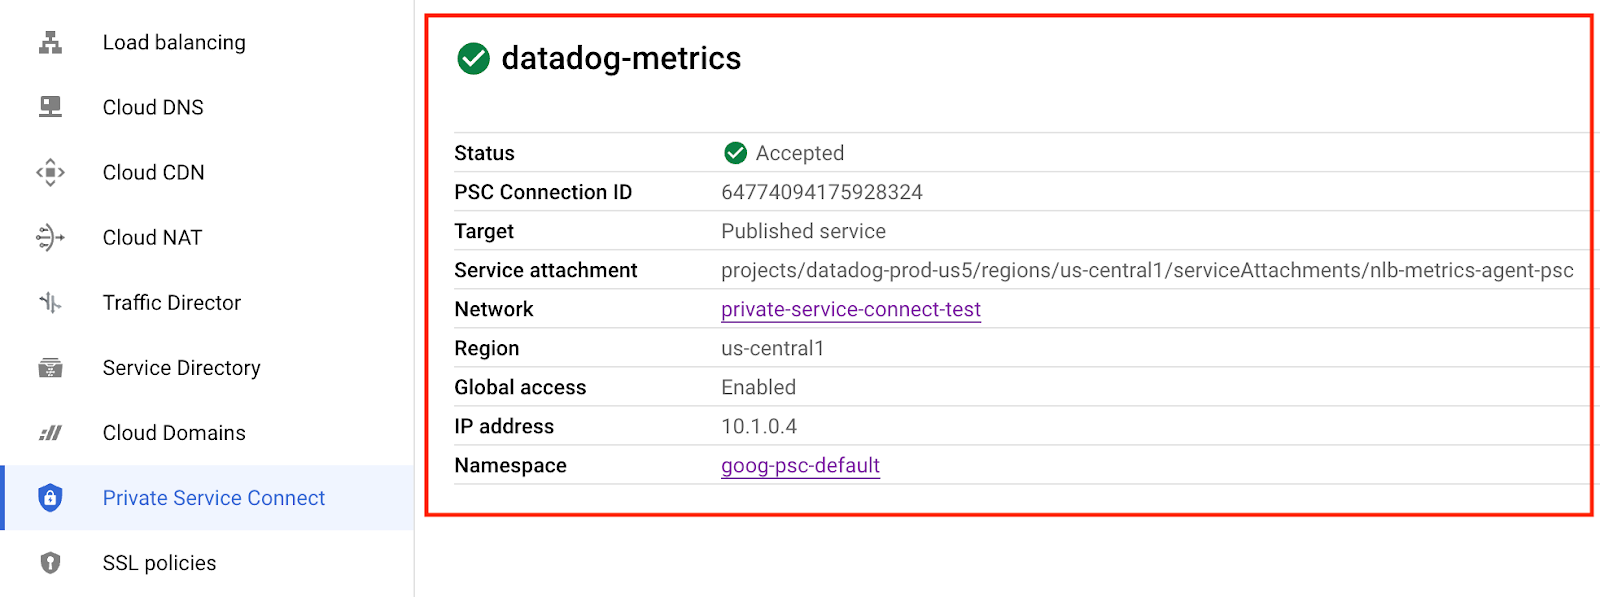 Load balancing
Cloud DNS
Cloud CDN
Cloud NAT
Traffic Director
Service Directory
Cloud Domains
Private Service Connect
SSL policies
datadog-metrics
Status Accepted
PSC Connection ID 64774094175928324
Target Published service
Service attachment projects/datadog-prod-us5/regions/us-central1/serviceAttachments/nlb-metrics-agent-psc
Network private-service-connect-test
Region us-central1
Global access Enabled
IP address 10.1.0.4
Namespace goog-psc-default